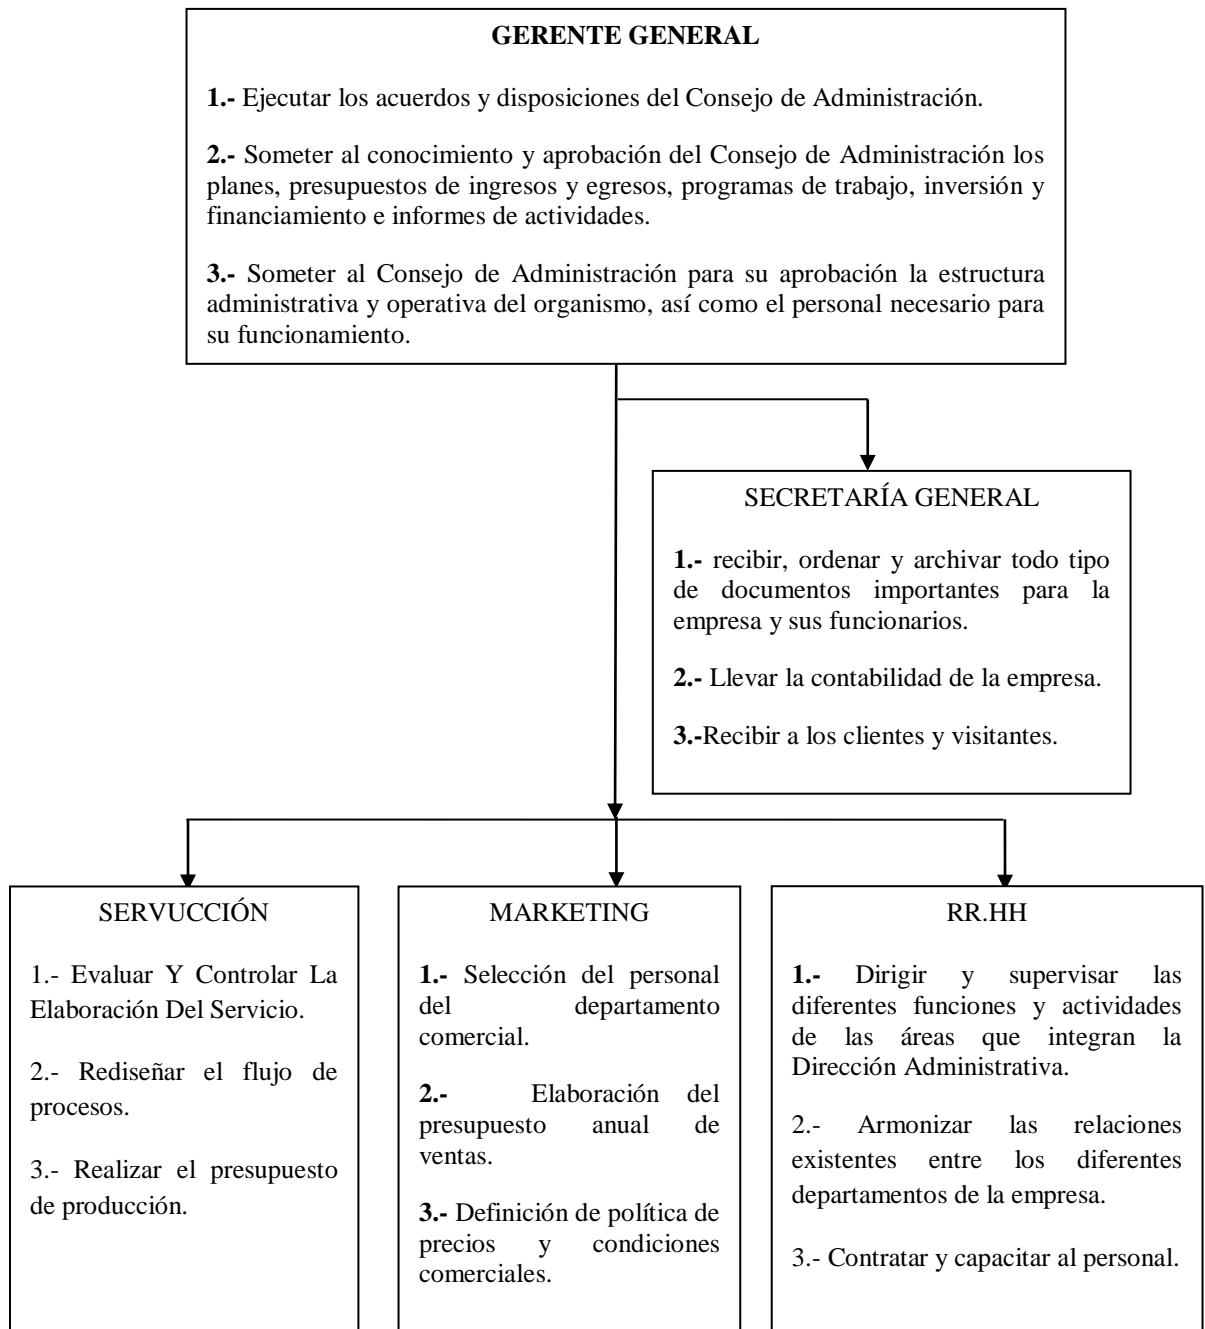 GERENTE GENERAL
1.- Ejecutar los acuerdos y disposiciones del Consejo de Administración.
2.- Someter al conocimiento y aprobación del Consejo de Administración los
planes, presupuestos de ingresos y egresos, programas de trabajo, inversión y
financiamiento e informes de actividades.
3.- Someter al Consejo de Administración para su aprobación la estructura
administrativa y operativa del organismo, así como el personal necesario para
su funcionamiento.
SECRETARÍA GENERAL
1.- recibir, ordenar y archivar todo tipo
de documentos importantes para la
empresa y sus funcionarios.
2.- Llevar la contabilidad de la empresa.
3.-Recibir a los clientes y visitantes.
SERVUCCIÓN
1.- Evaluar Y Controlar La
Elaboración Del Servicio.
2.- Rediseñar el flujo de
procesos.
3.- Realizar el presupuesto
de producción.
MARKETING
1.- Selección del personal
del departamento
comercial.
2.- Elaboración del
presupuesto anual de
ventas.
3.- Definición de política de
precios y condiciones
comerciales.
RR.HH
1.- Dirigir y supervisar las
diferentes funciones y actividades
de las áreas que integran la
Dirección Administrativa.
2.- Armonizar las relaciones
existentes entre los diferentes
departamentos de la empresa.
3.- Contratar y capacitar al personal.